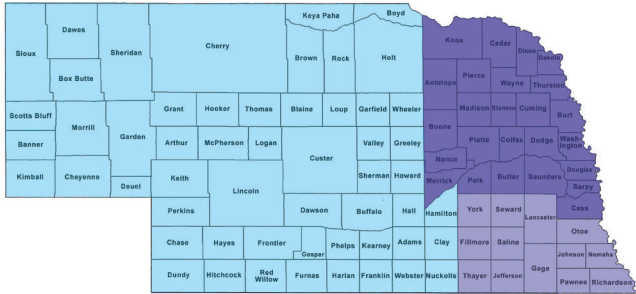 Sioux
Dawes
Box Butte
Sheridan
Cherry
Keya Paha
Boyd
Brown
Rock
Holt
Knox
Cedar
Dixon
Dakota
Antelope
Pierce
Wayne
Thurston
Scotts Bluff
Banner
Kimball
Morrill
Cheyenne
Garden
Deuel
Grant
Hooker
Thomas
Blaine
Loup
Garfield
Wheeler
Boone
Madison
Stanton
Cuming
Burt
Arthur
McPherson
Logan
Custer
Valley
Greeley
Nance
Platte
Colfax
Dodge
Wash-
ington
Keith
Lincoln
Sherman
Howard
Merrick
Polk
Butler
Saunders
Douglas
Sarpy
Perkins
Dawson
Buffalo
Hall
Hamilton
York
Seward
Lancaster
Cass
Otoe
Chase
Hayes
Frontier
Gosper
Phelps
Kearney
Adams
Clay
Fillmore
Saline
Gage
Johnson
Nemaha
Dundy
Hitchcock
Red
Willow
Furnas
Harlan
Franklin
Webster
Nuckolls
Thayer
Jefferson
Pawnee
Richardson